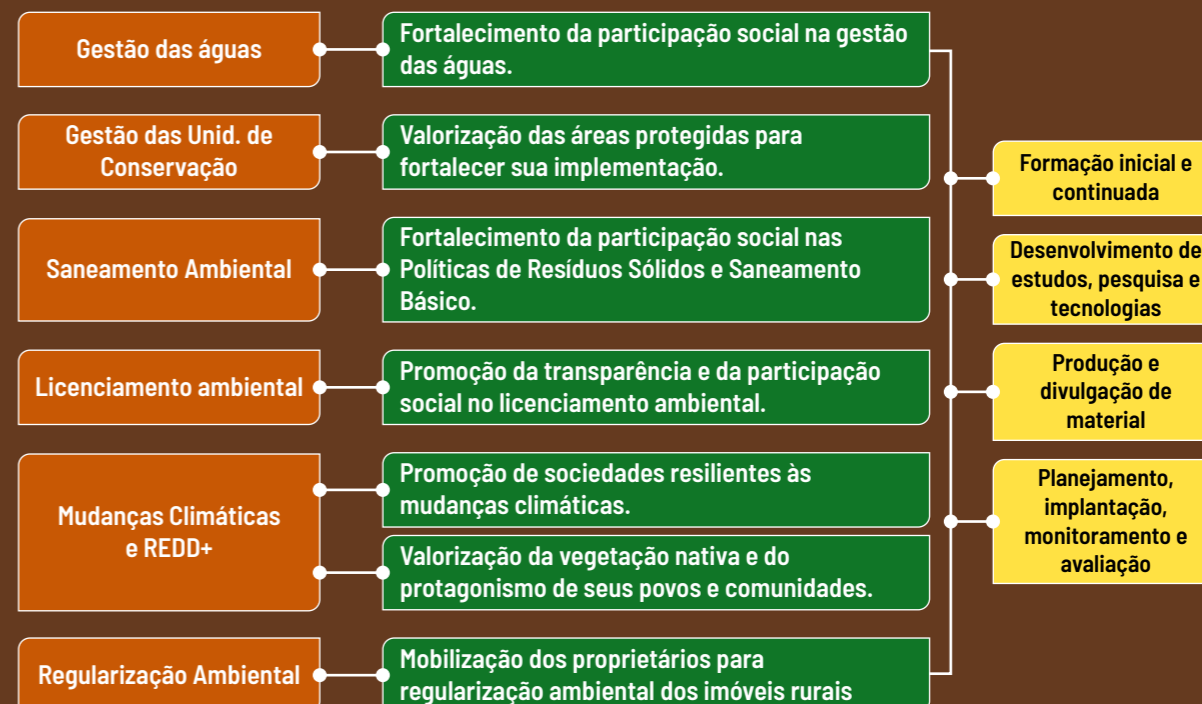 Gestão das águas
Fortalecimento da participação social na gestão
das águas.
Gestão das Unid. de
Conservação
Valorização das áreas protegidas para
fortalecer sua implementação.
Saneamento Ambiental
Fortalecimento da participação social nas
Políticas de Resíduos Sólidos e Saneamento
Básico.
Licenciamento ambiental
Promoção da transparência e da participação
social no licenciamento ambiental.
Mudanças Climáticas
e REDD+
Promoção de sociedades resilientes às
mudanças climáticas.
Valorização da vegetação nativa e do
protagonismo de seus povos e comunidades.
Regularização Ambiental
Mobilização dos proprietários para
regularização ambiental dos imóveis rurais
Formação inicial e
continuada
Desenvolvimento de
estudos, pesquisa e
tecnologias
Produção e
divulgação de
material
Planejamento,
implantação,
monitoramento e
avaliação